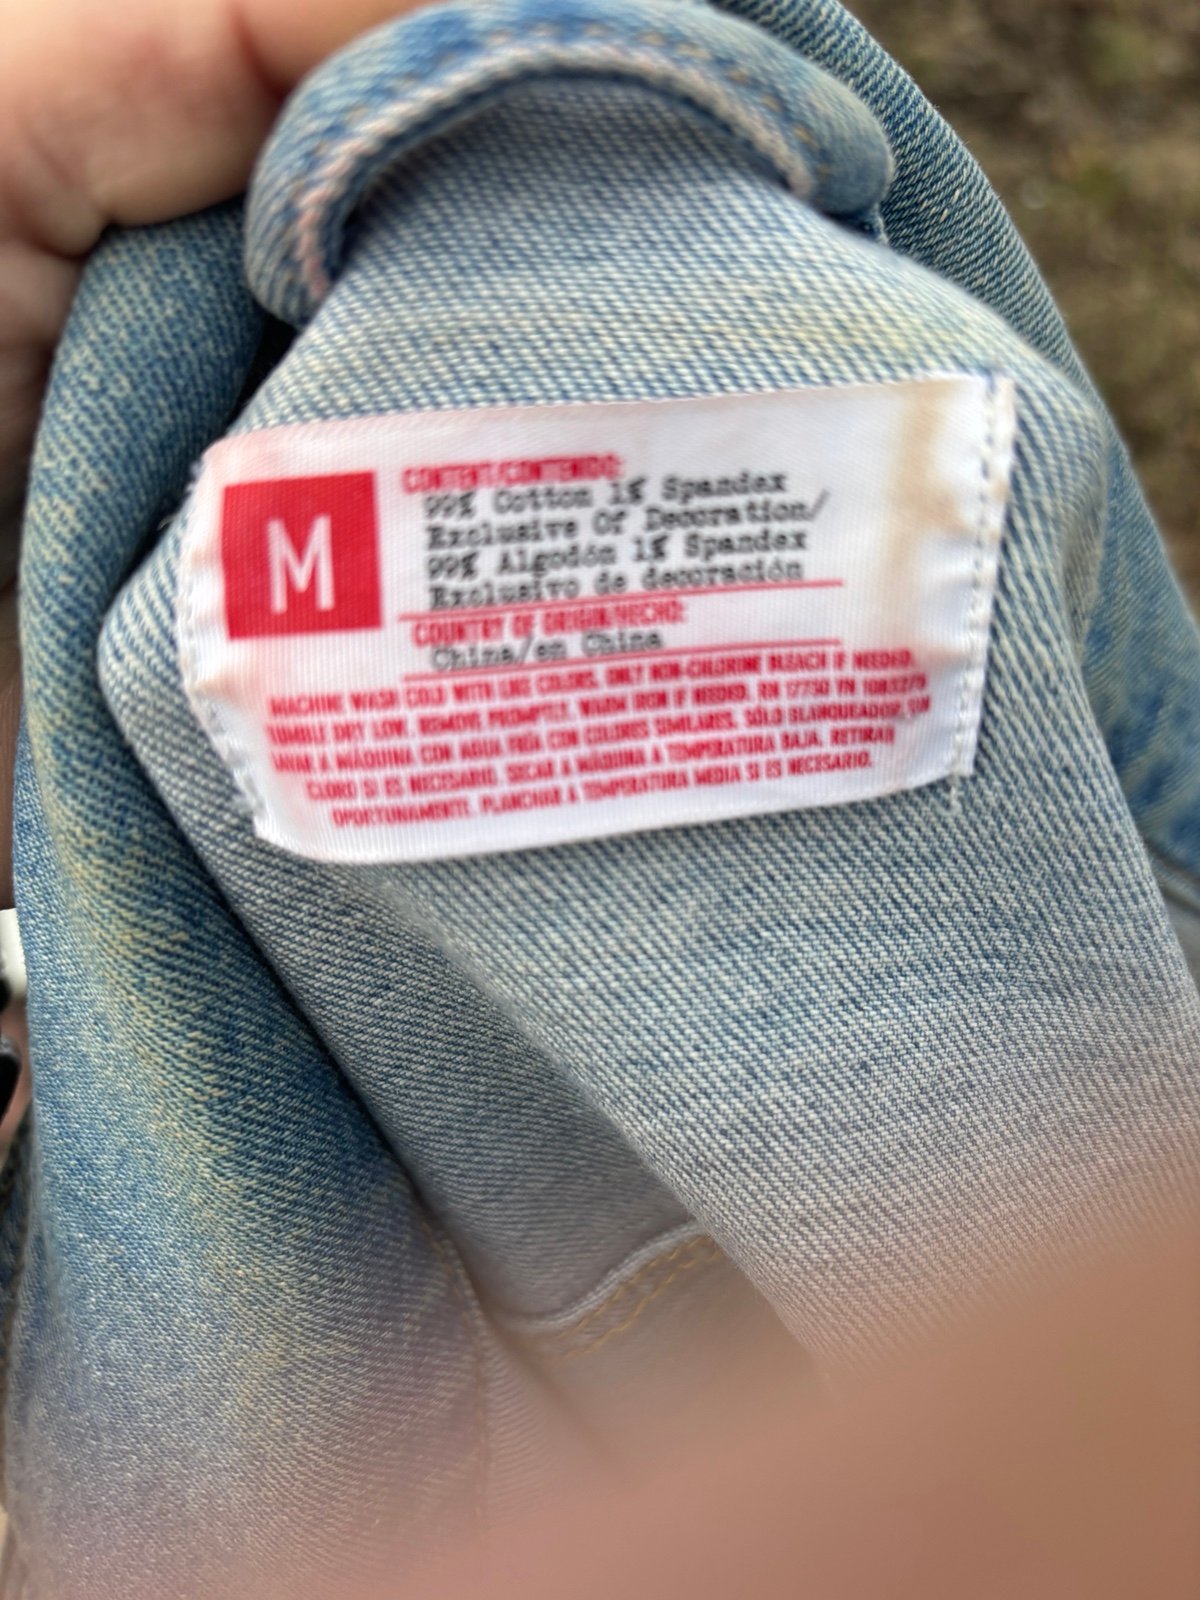 M
CONTENT/CONTENIDO:
99% Cotton 1% Spandex
Exclusive Of Decoration/
99% Algodón 1% Spandex
Exclusivo de decoración
COUNTRY OF ORIGIN/HECHO:
China/en China
MACHINE WASH COLD WITH LIKE COLORS. ONLY NON-CHLORINE BLEACH IF NEEDED.
TUMBLE DRY LOW. REMOVE PROMPTLY. WARM IRON IF NEEDED. RN 17730
LAVAR A MÁQUINA CON AGUA FRÍA CON COLORES SIMILARES. SÓLO BLANQUEADOR, SIN
CLORO SI ES NECESARIO. SECAR A MÁQUINA A TEMPERATURA BAJA. RETIRAR
OPORTUNAMENTE. PLANCHAR A TEMPERATURA MEDIA SI ES NECESARIO.